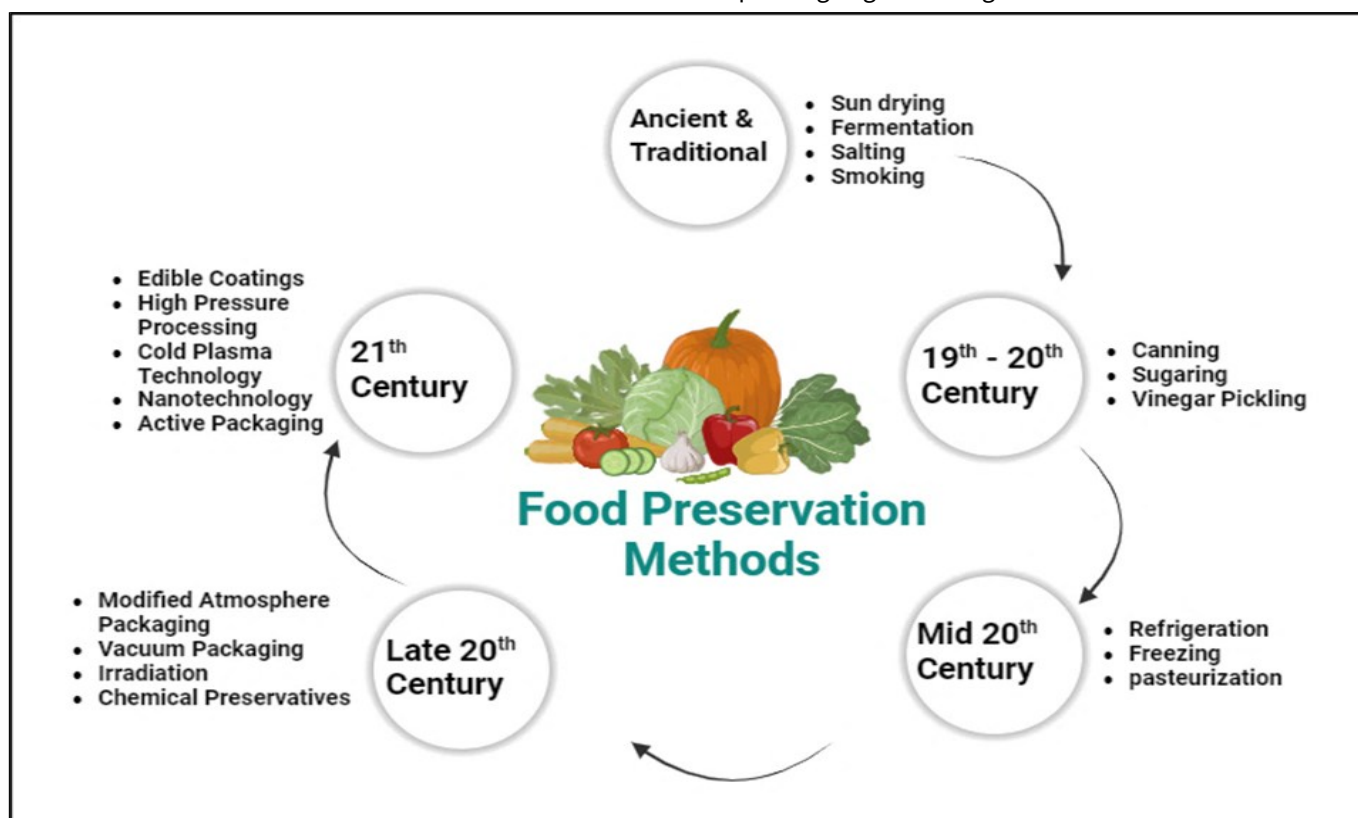 Ancient &
Traditional
• Sun drying
• Fermentation
• Salting
• Smoking
19th - 20th
Century
• Canning
• Sugaring
• Vinegar Pickling
Mid 20th
Century
• Refrigeration
• Freezing
• pasteurization
Late 20th
Century
• Modified Atmosphere
Packaging
• Vacuum Packaging
• Irradiation
• Chemical Preservatives
21th
Century
• Edible Coatings
• High Pressure
Processing
• Cold Plasma
Technology
• Nanotechnology
• Active Packaging
Food Preservation
Methods